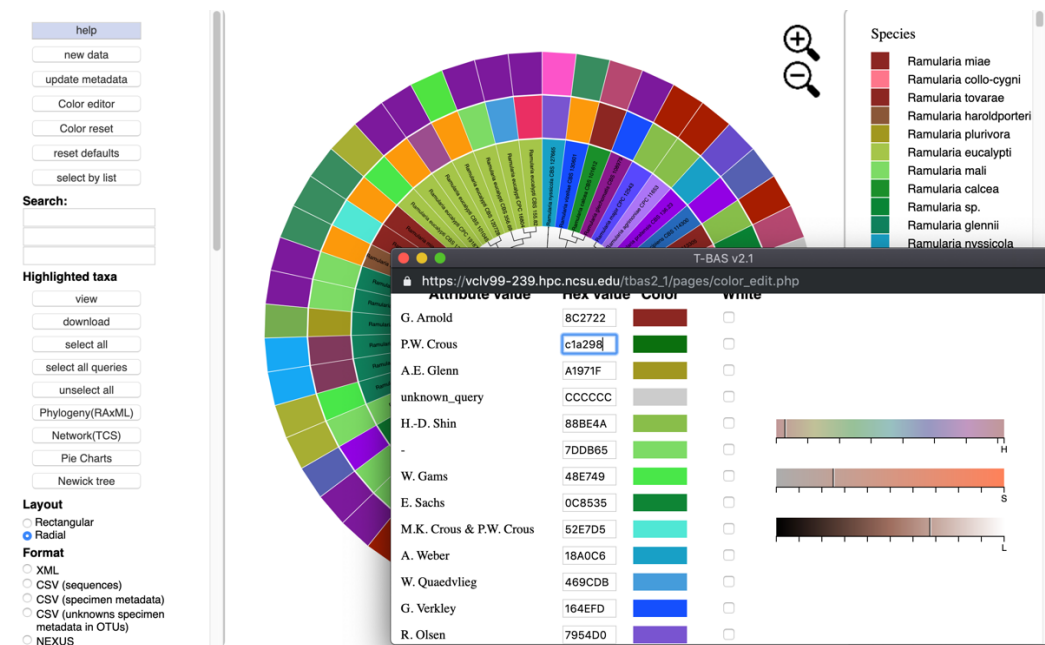 help
new data
update metadata
Color editor
Color reset
reset defaults
select by list
Search:
Highlighted taxa
view
download
select all
select all queries
unselect all
Phylogeny(RAxML)
Network(TCS)
Pie Charts
Newick tree
Layout
Rectangular
Radial
Format
XML
CSV (sequences)
CSV (specimen metadata)
CSV (unknowns specimen
metadata in OTUs)
NEXUS
Species
Ramularia miae
Ramularia collo-cygni
Ramularia tovarae
Ramularia haroldporteri
Ramularia plurivora
Ramularia eucalypti
Ramularia mali
Ramularia calcea
Ramularia sp.
Ramularia glennii
Ramularia nyssicola
T-BAS v2.1
https://vclv99-239.hpc.ncsu.edu/tbas2_1/pages/color_edit.php
Attribute value Hex value Color White
G. Arnold 8C2722
P.W. Crous c1a298
A.E. Glenn A1971F
unknown_query CCCCCC
H.-D. Shin 88BE4A
- 7DDB65
W. Gams 48E749
E. Sachs 0C8535
M.K. Crous & P.W. Crous 52E7D5
A. Weber 18A0C6
W. Quaedvlieg 469CDB
G. Verkley 164EFD
R. Olsen 7954D0
H
S
L